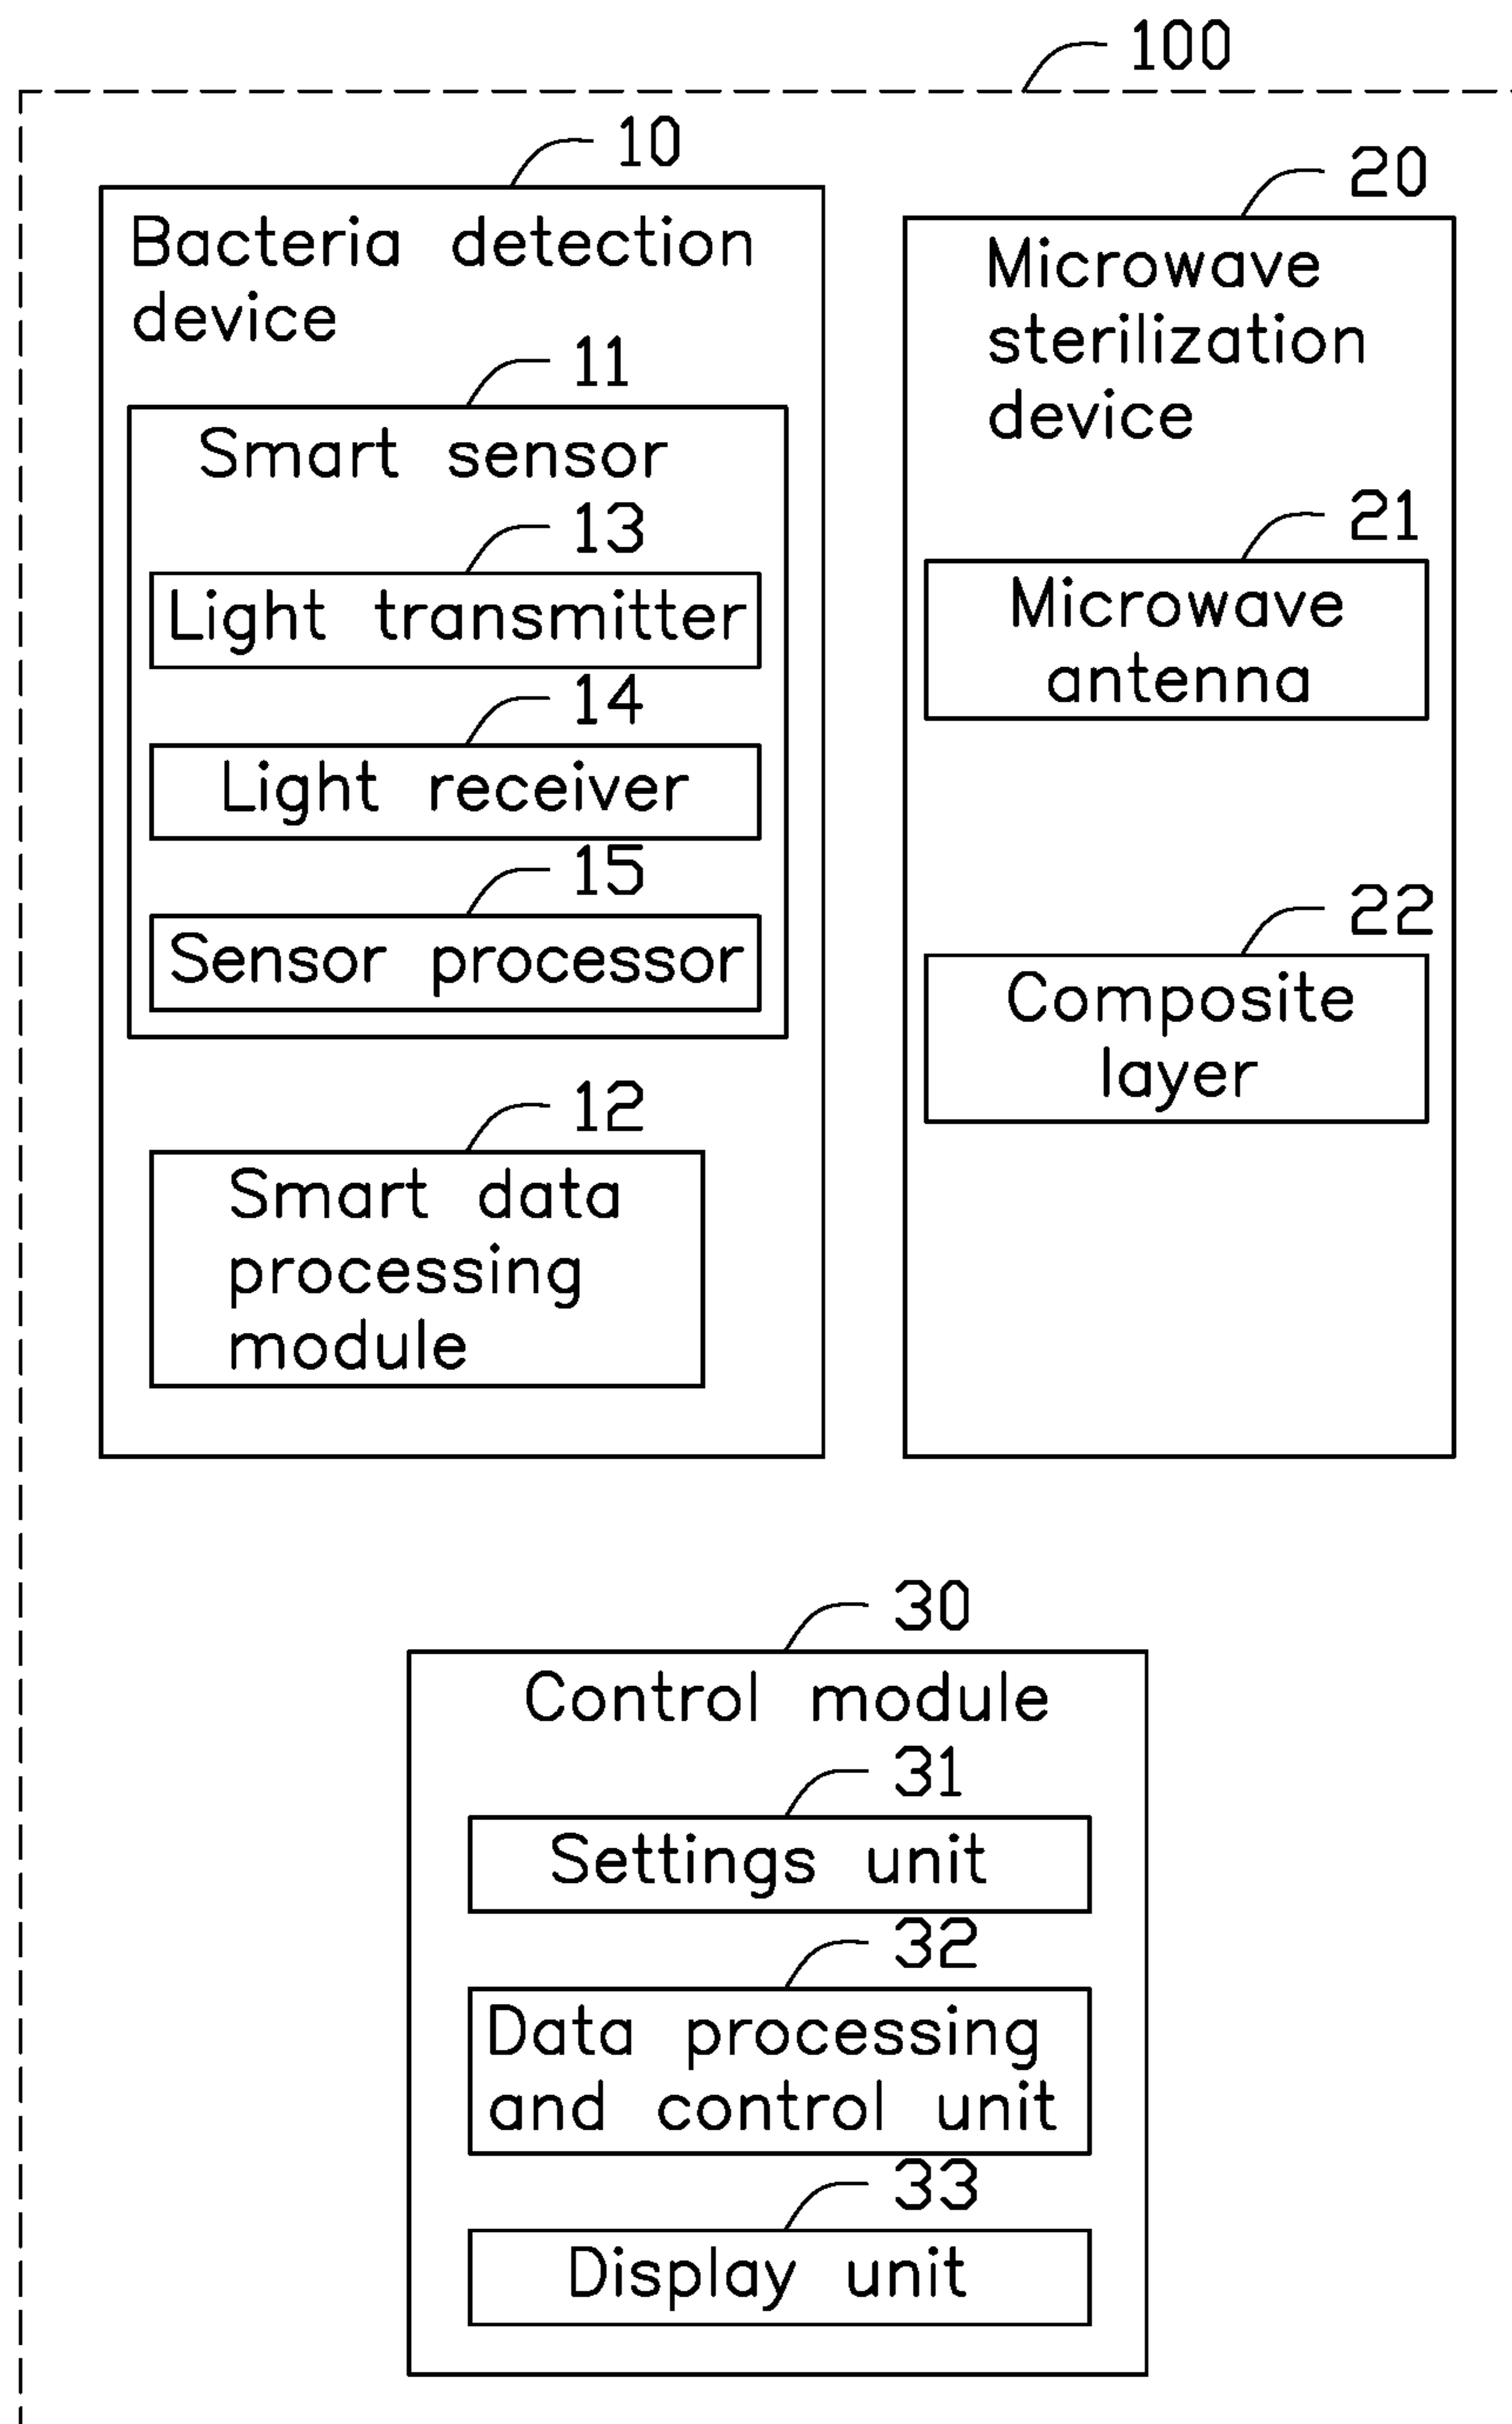 100
10
Bacteria detection
device
11
Smart sensor
13
Light transmitter
14
Light receiver
15
Sensor processor
12
Smart data
processing
module
20
Microwave
sterilization
device
21
Microwave
antenna
22
Composite
layer
30
Control module
31
Settings unit
32
Data processing
and control unit
33
Display unit